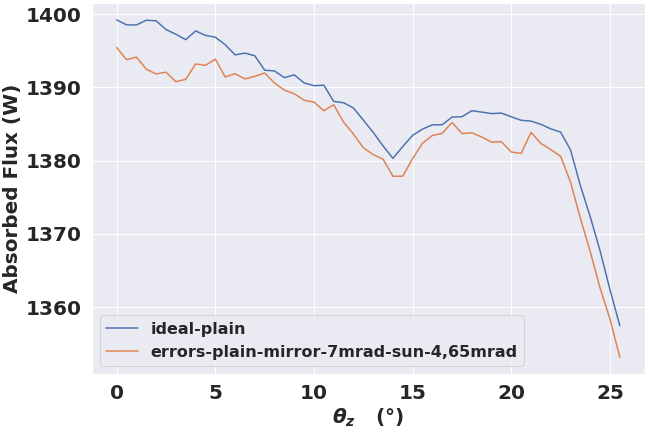 1400
1390
1380
1370
1360
Absorbed Flux (W)
ideal-plain
errors-plain-mirror-7mrad-sun-4,65mrad
0 5 10 15 20 25
θz (°)